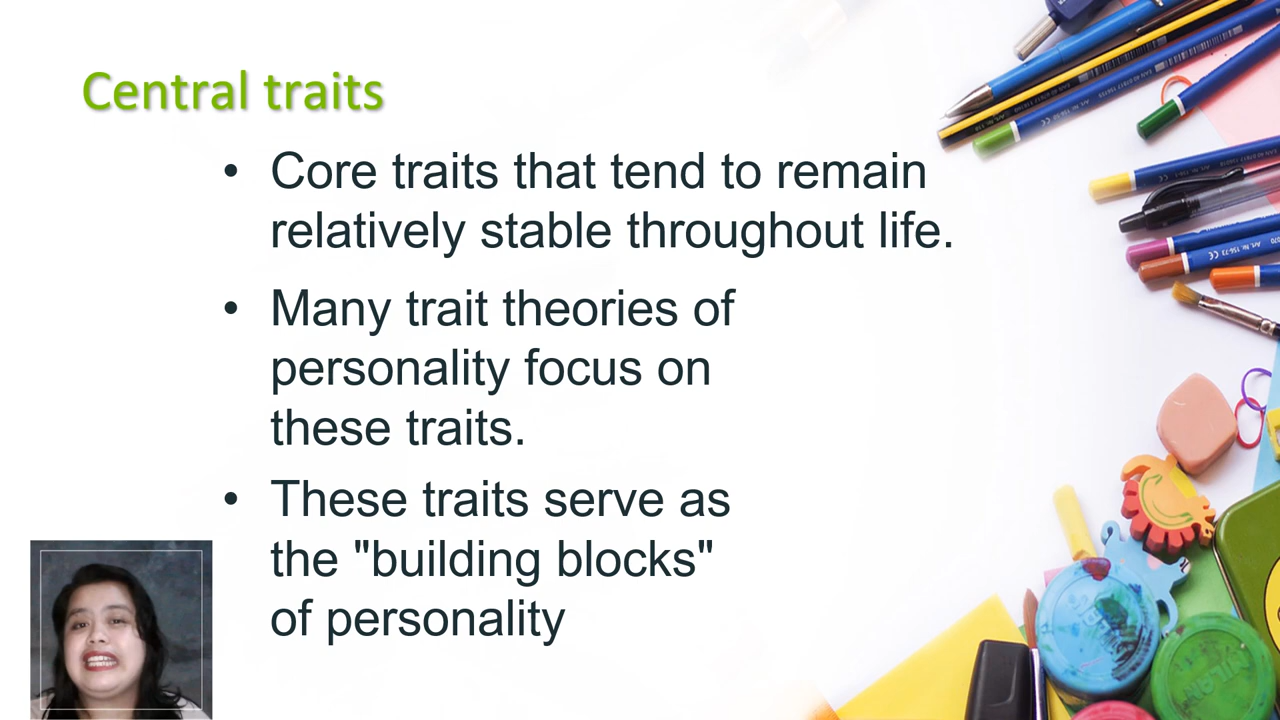 Central traits
• Core traits that tend to remain
relatively stable throughout life.
• Many trait theories of
personality focus on
these traits.
• These traits serve as
the "building blocks"
of personality